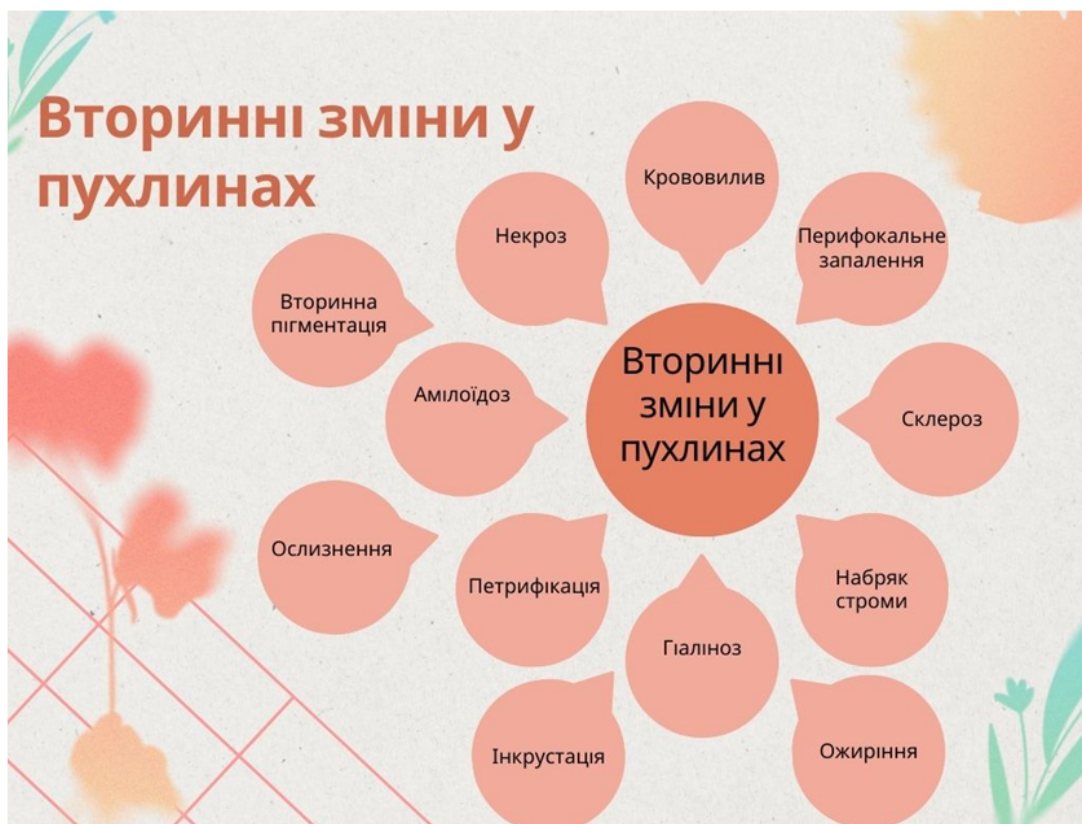 Вторинні зміни у
пухлинах
Крововилив
Некроз
Перифокальне
запалення
Вторинна
пігментація
Вторинні
зміни у
пухлинах
Амілоїдоз
Склероз
Ослизнення
Петрифікація
Набряк
строми
Гіаліноз
Інкрустація
Ожиріння